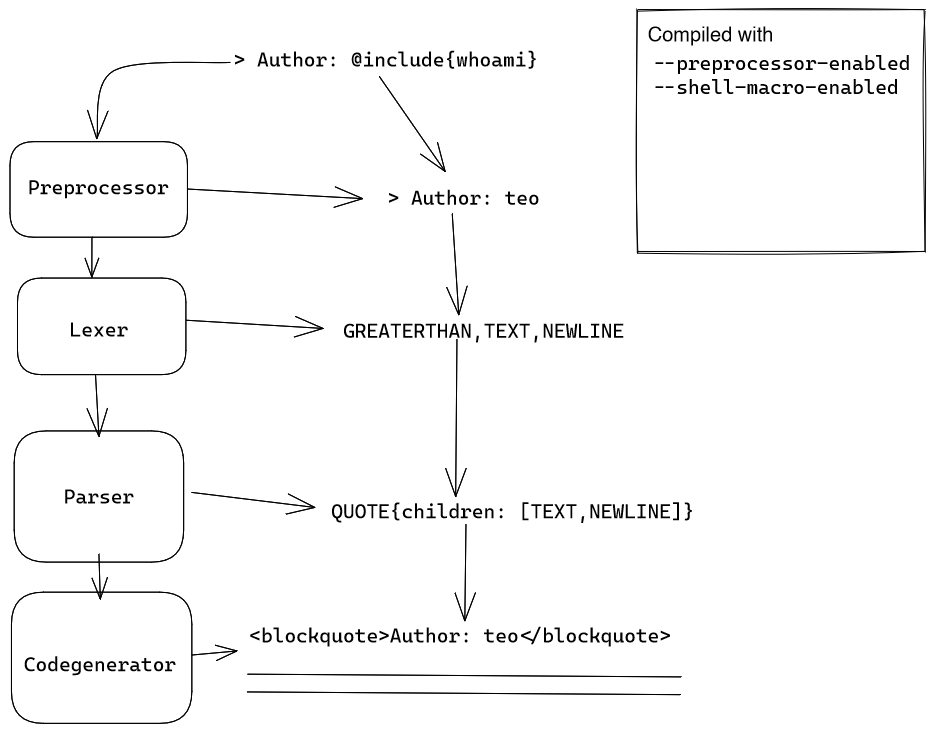 > Author: @include{whoami}
Compiled with
--preprocessor-enabled
--shell-macro-enabled
Preprocessor
> Author: teo
Lexer
GREATERTHAN,TEXT,NEWLINE
Parser
QUOTE{children: [TEXT,NEWLINE]}
Codegenerator
<blockquote>Author: teo</blockquote>